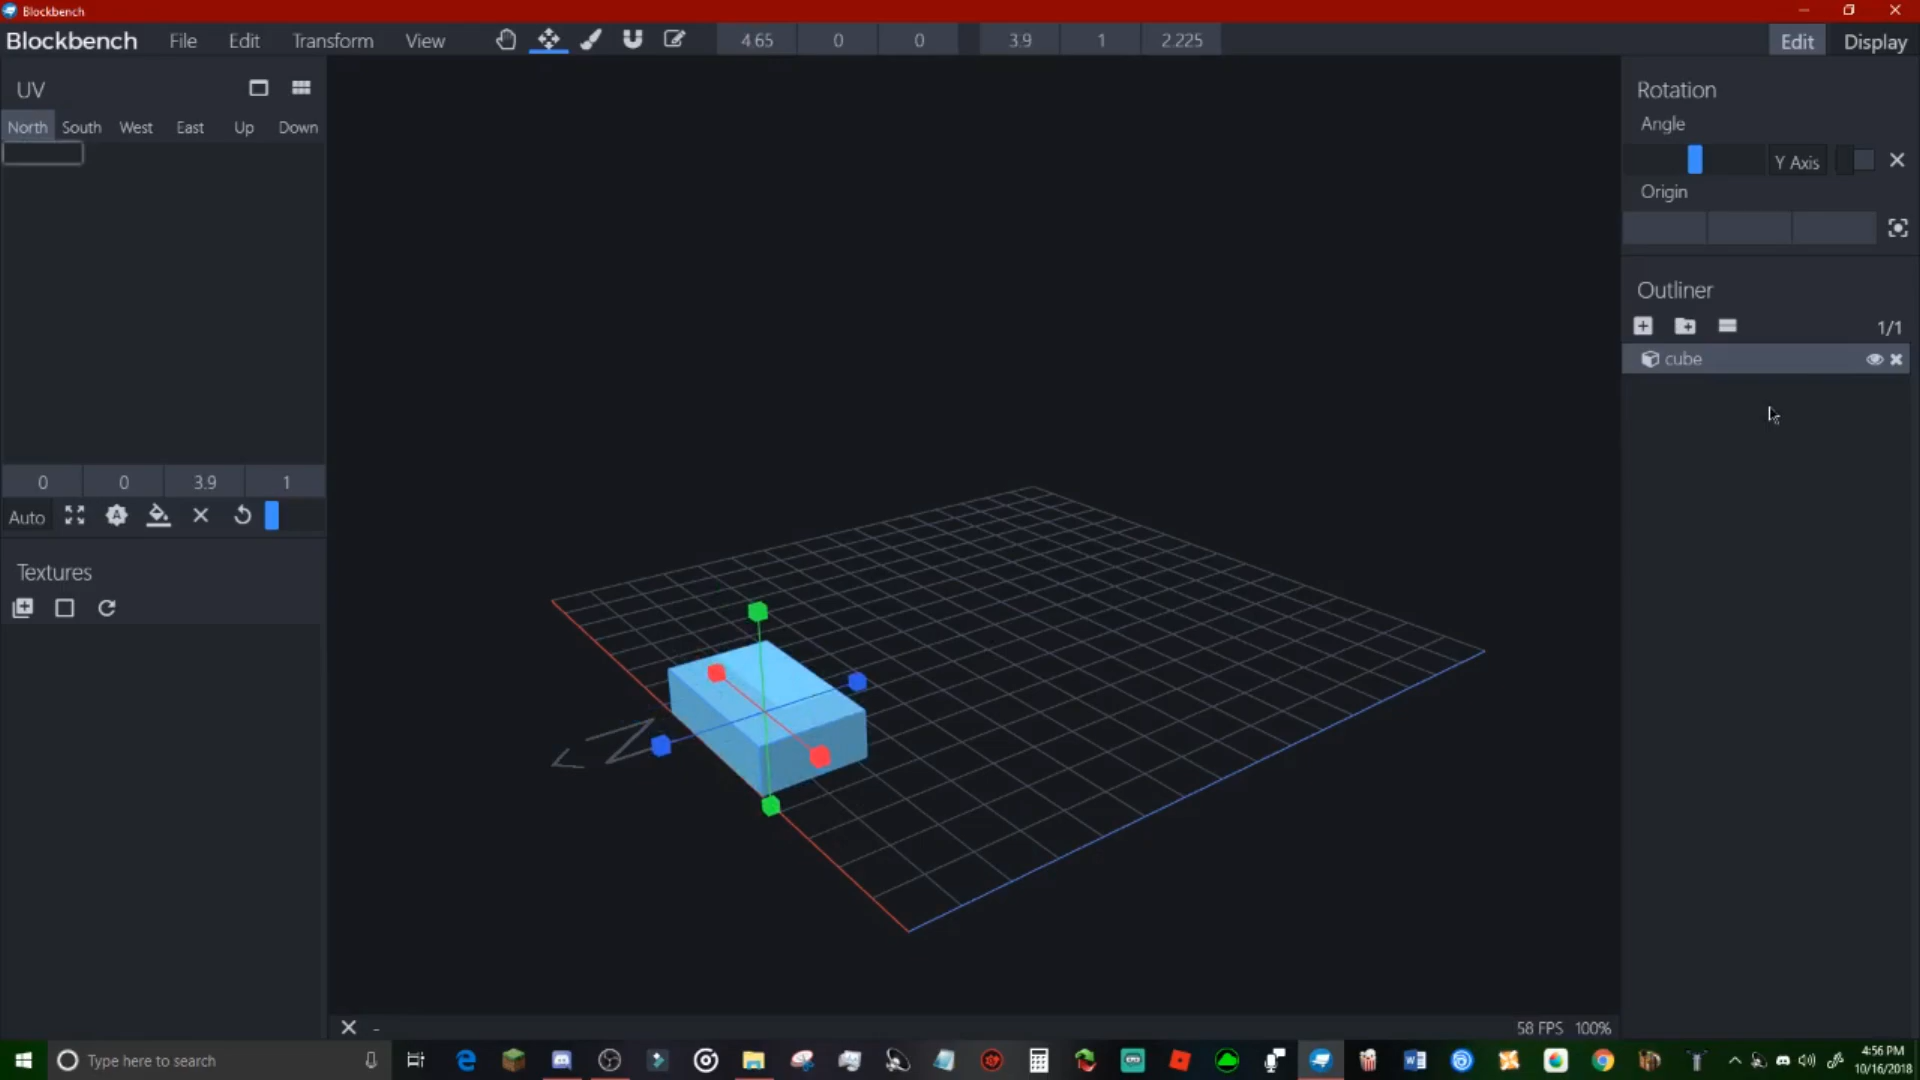 Blockbench
Blockbench File Edit Transform View 4.65 0 0 3.9 1 2.225 Edit Display
UV
North South West East Up Down
0 0 3.9 1
Auto
Textures
Rotation
Angle
Y Axis
Origin
Outliner
1/1
cube
N
- 58 FPS 100%
Type here to search
4:56 PM
10/16/2018